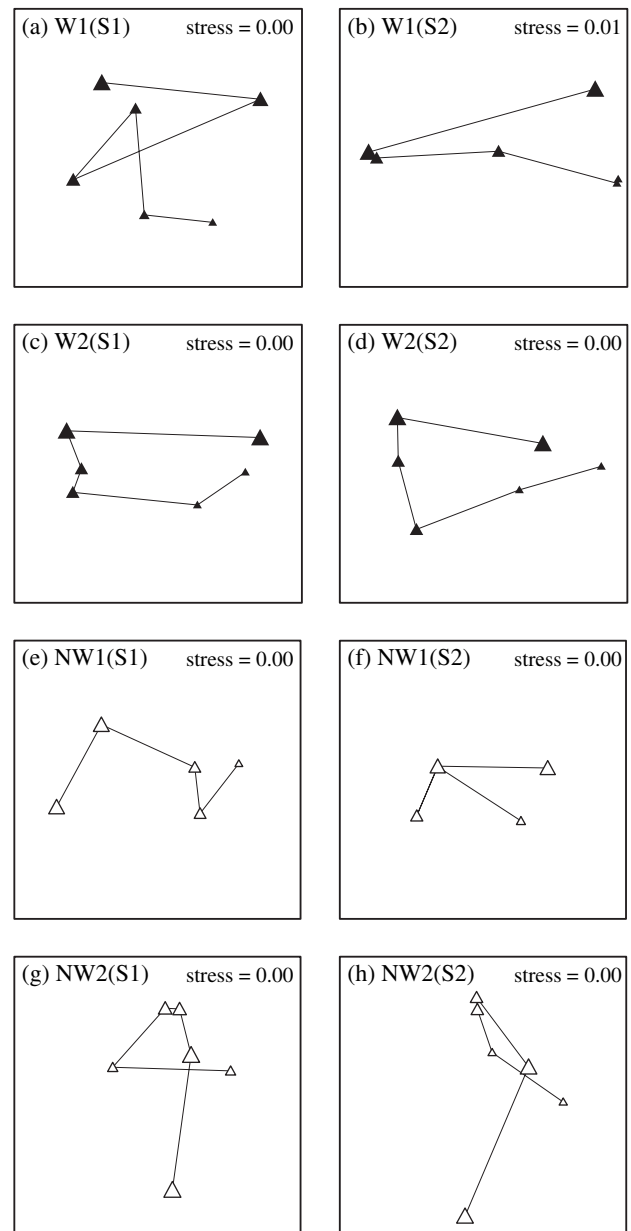 (a) W1(S1) stress = 0.00
(b) W1(S2) stress = 0.01
(c) W2(S1) stress = 0.00
(d) W2(S2) stress = 0.00
(e) NW1(S1) stress = 0.00
(f) NW1(S2) stress = 0.00
(g) NW2(S1) stress = 0.00
(h) NW2(S2) stress = 0.00